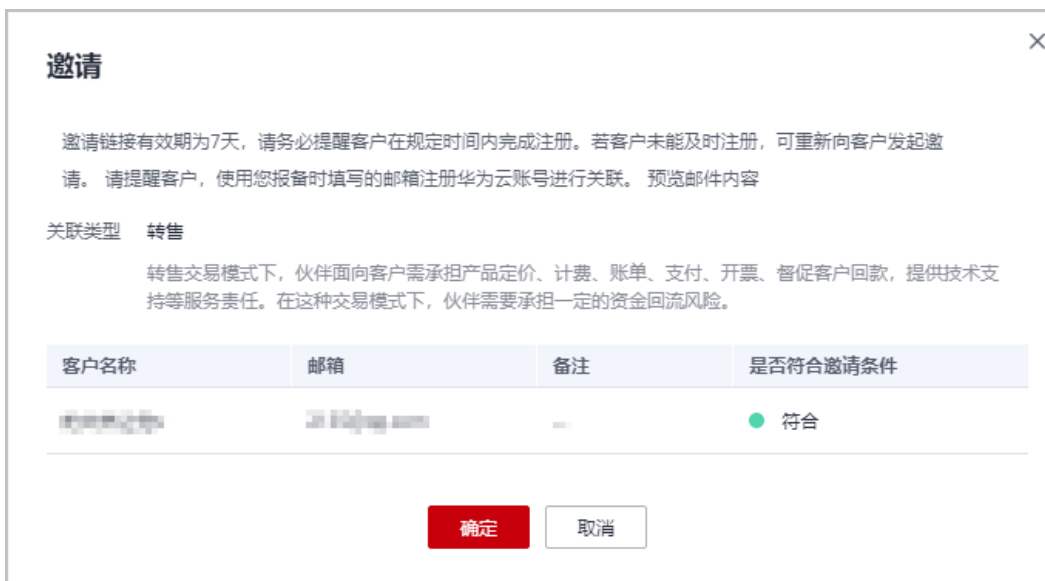 邀请
邀请链接有效期为7天，请务必提醒客户在规定时间内完成注册。若客户未能及时注册，可重新向客户发起邀
请。 请提醒客户，使用您报备时填写的邮箱注册华为云账号进行关联。 预览邮件内容
关联类型 转售
转售交易模式下，伙伴面向客户需承担产品定价、计费、账单、支付、开票、督促客户回款，提供技术支
持等服务责任。在这种交易模式下，伙伴需要承担一定的资金回流风险。
客户名称 邮箱 备注 是否符合邀请条件
符合
确定 取消